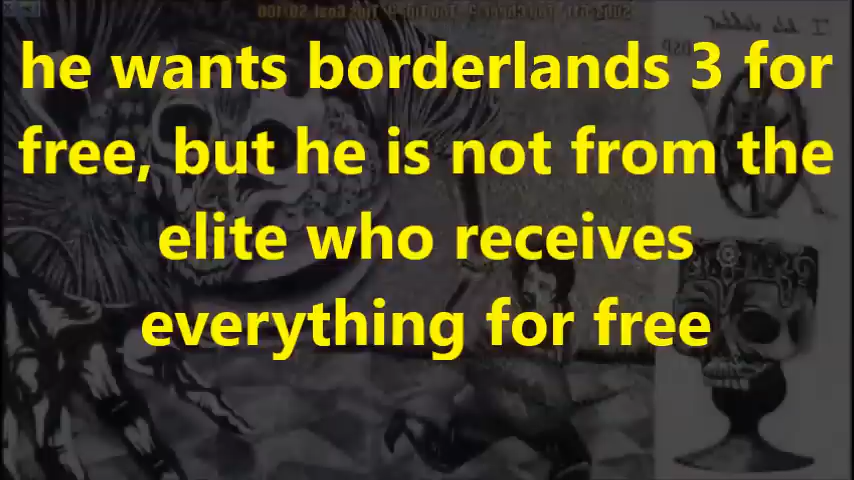 he wants borderlands 3 for
free, but he is not from the
elite who receives
everything for free